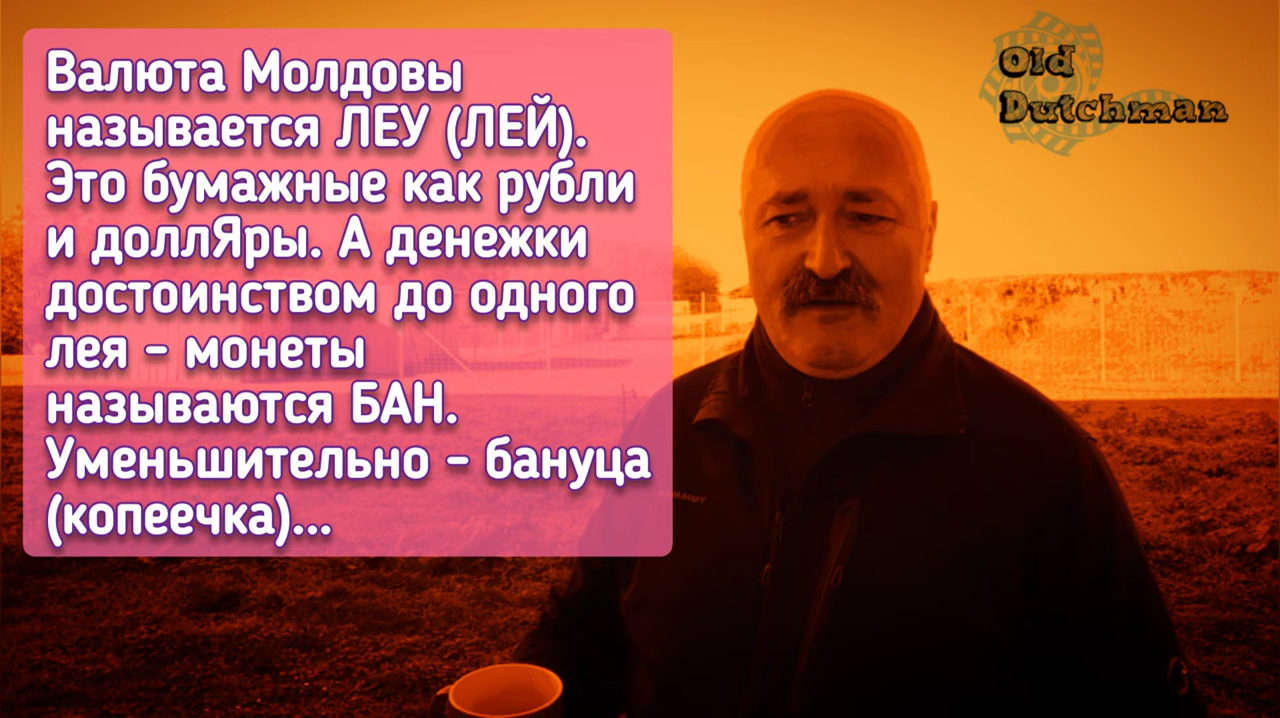 Валюта Молдовы
называется ЛЕУ (ЛЕЙ).
Это бумажные как рубли
и доллЯры. А денежки
достоинством до одного
лея – монеты
называются БАН.
Уменьшительно – бануца
(копеечка)...
Old
Dutchman